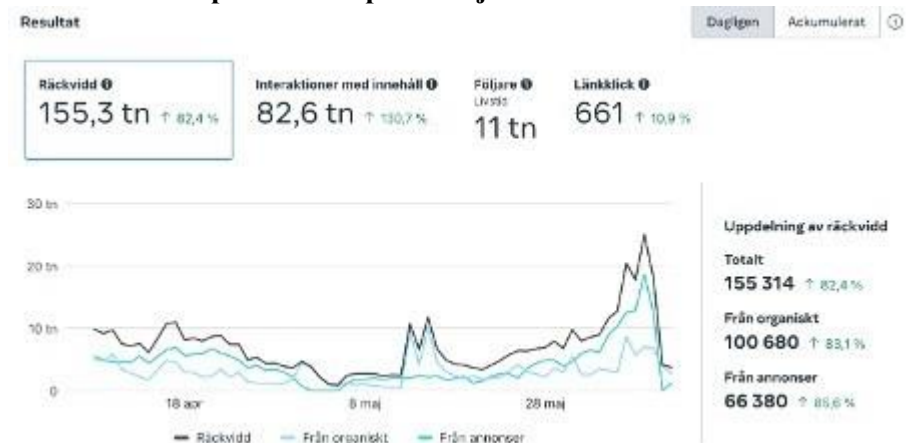 Resultat
Dagligen Ackumulerat
Räckvidd
155,3 tn ↑ 82,4 %
Interaktioner med innehåll
82,6 tn ↑ 130,7 %
Följare
Livstid
11 tn
Länkklick
661 ↑ 10,9 %
30 tn
20 tn
10 tn
0
18 apr
8 maj
28 maj
Räckvidd Från organiskt Från annonser
Uppdelning av räckvidd
Totalt
155 314 ↑ 82,4 %
Från organiskt
100 680 ↑ 83,1 %
Från annonser
66 380 ↑ 85,6 %